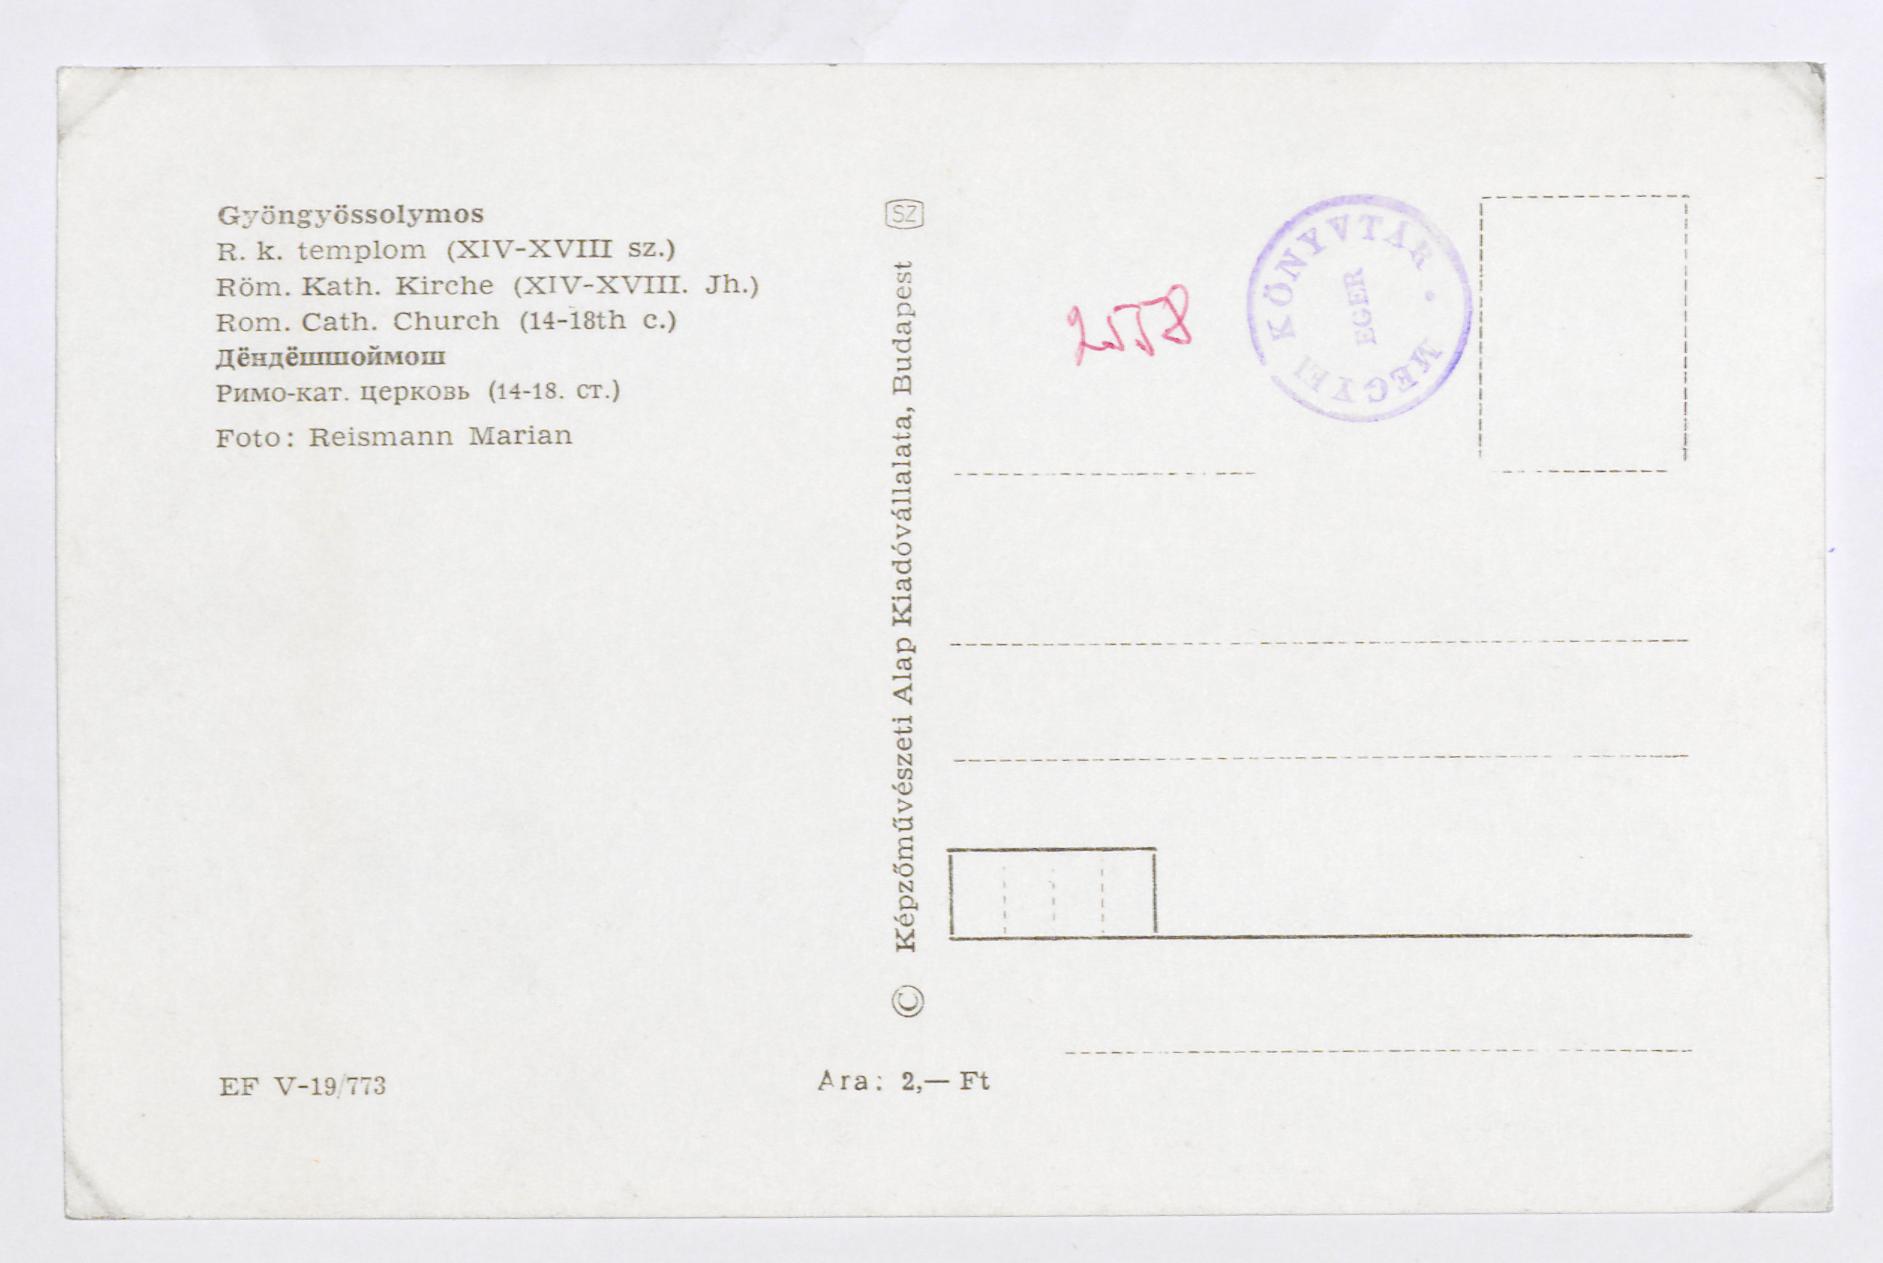 Gyöngyössolymos
R. k. templom (XIV-XVIII sz.)
Röm. Kath. Kirche (XIV-XVIII. Jh.)
Rom. Cath. Church (14-18th c.)
Дёндёшшоймош
Римо-кат. церковь (14-18. ст.)
Foto: Reismann Marian
EF V-19/773
SZ
© Képzőművészeti Alap Kiadóvállalata, Budapest
Ára: 2,— Ft
2558
MEGYEI KÖNYVTÁR •
EGER